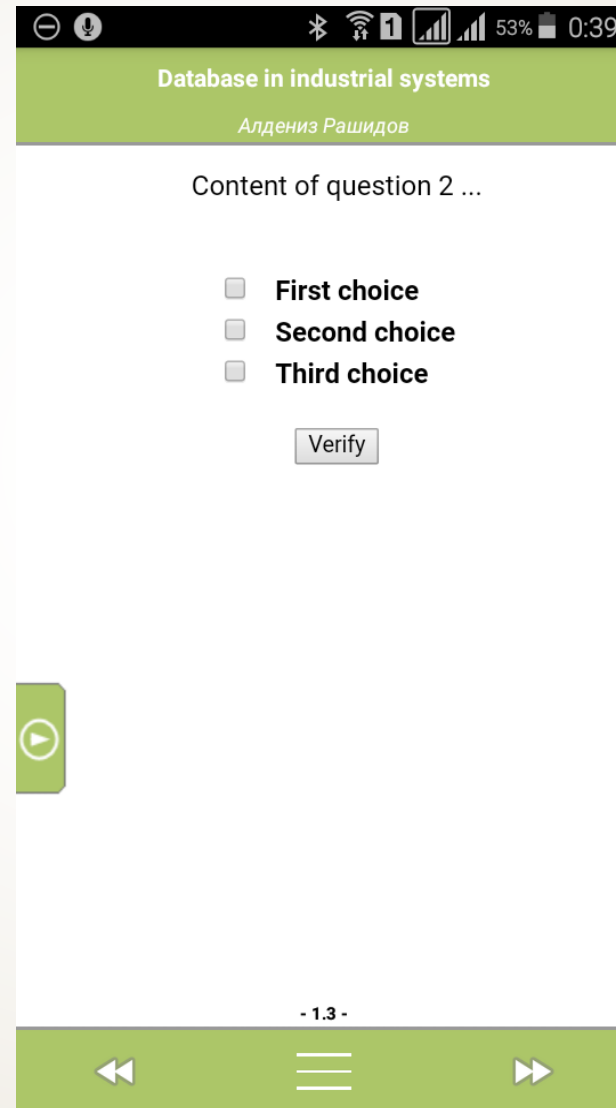 1 53% 0:39
Database in industrial systems
Алдениз Рашидов
Content of question 2 ...
First choice
Second choice
Third choice
Verify
- 1.3 -